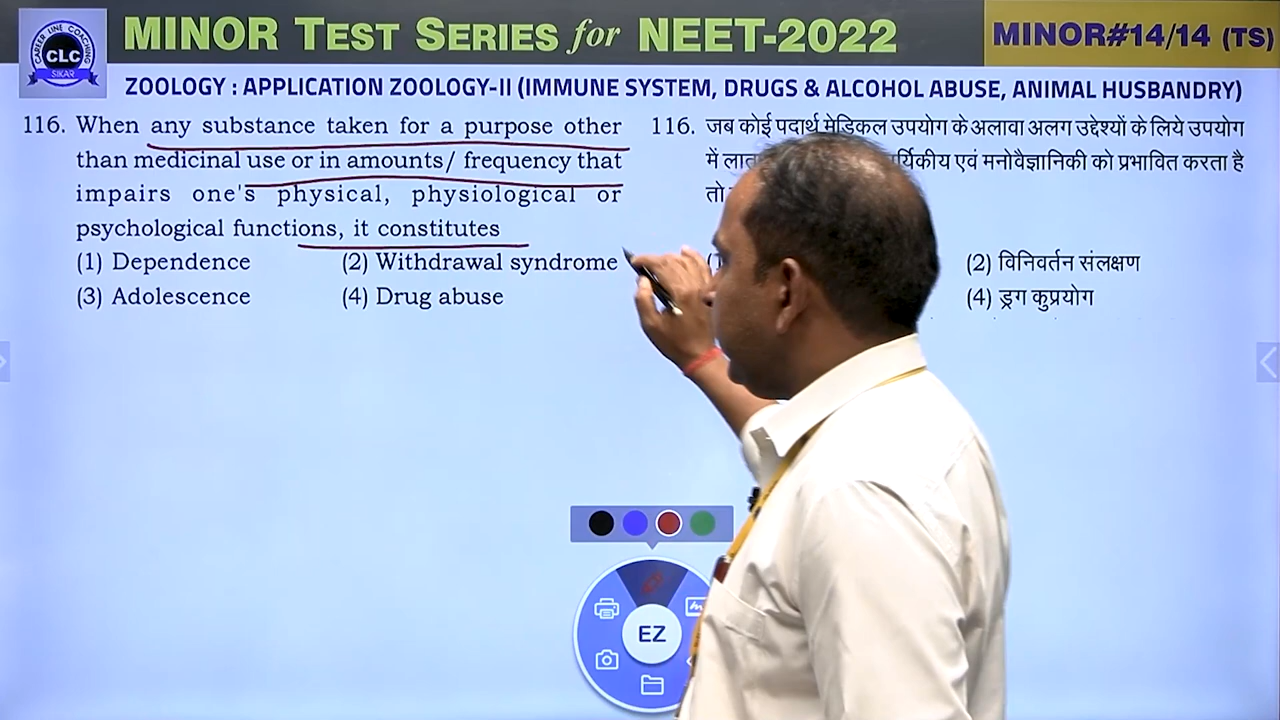 CAREER LINE COACHING
CLC
SIKAR
MINOR TEST SERIES for NEET-2022
MINOR#14/14 (TS)
ZOOLOGY : APPLICATION ZOOLOGY-II (IMMUNE SYSTEM, DRUGS & ALCOHOL ABUSE, ANIMAL HUSBANDRY)
116. When any substance taken for a purpose other
than medicinal use or in amounts/ frequency that
impairs one's physical, physiological or
psychological functions, it constitutes
(1) Dependence (2) Withdrawal syndrome
(3) Adolescence (4) Drug abuse
116. जब कोई पदार्थ मेडिकल उपयोग के अलावा अलग उद्देश्यों के लिये उपयोग
में एवं मनोवैज्ञानिकी को प्रभावित करता है
तो
(2) विनिवर्तन संलक्षण
(4) ड्रग कुप्रयोग
EZ